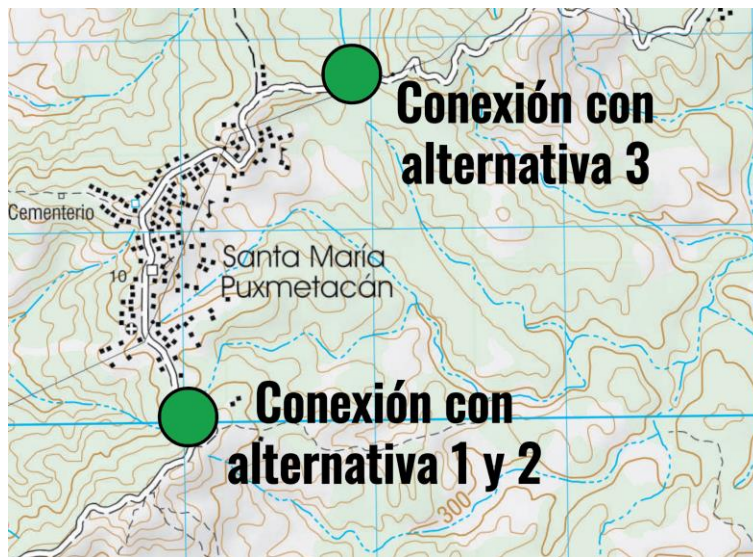 Conexión con
alternativa 3
Cementerio
Santa María
Puxmetacán
10
Conexión con
alternativa 1 y 2
300